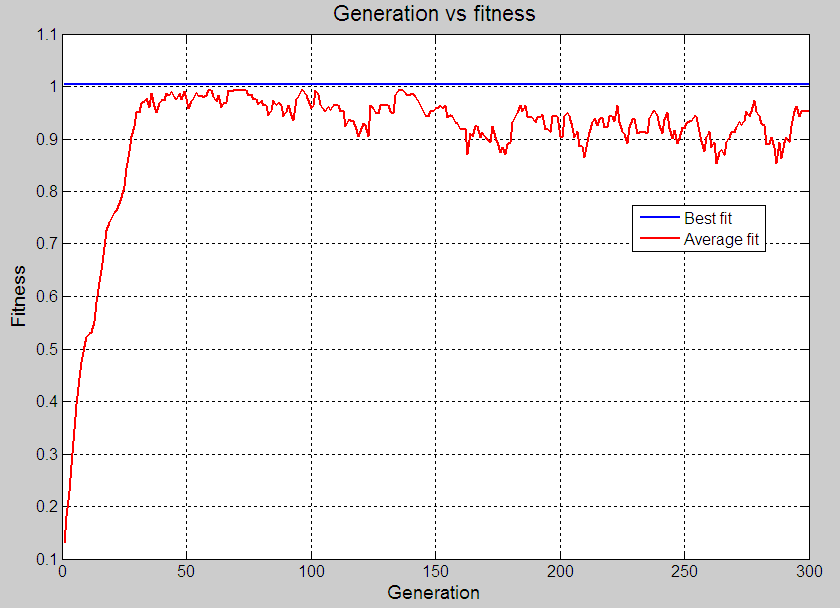 Generation vs fitness
1.1
1
0.9
0.8
0.7
0.6
0.5
0.4
0.3
0.2
0.1
Fitness
Best fit
Average fit
0 50 100 150 200 250 300
Generation